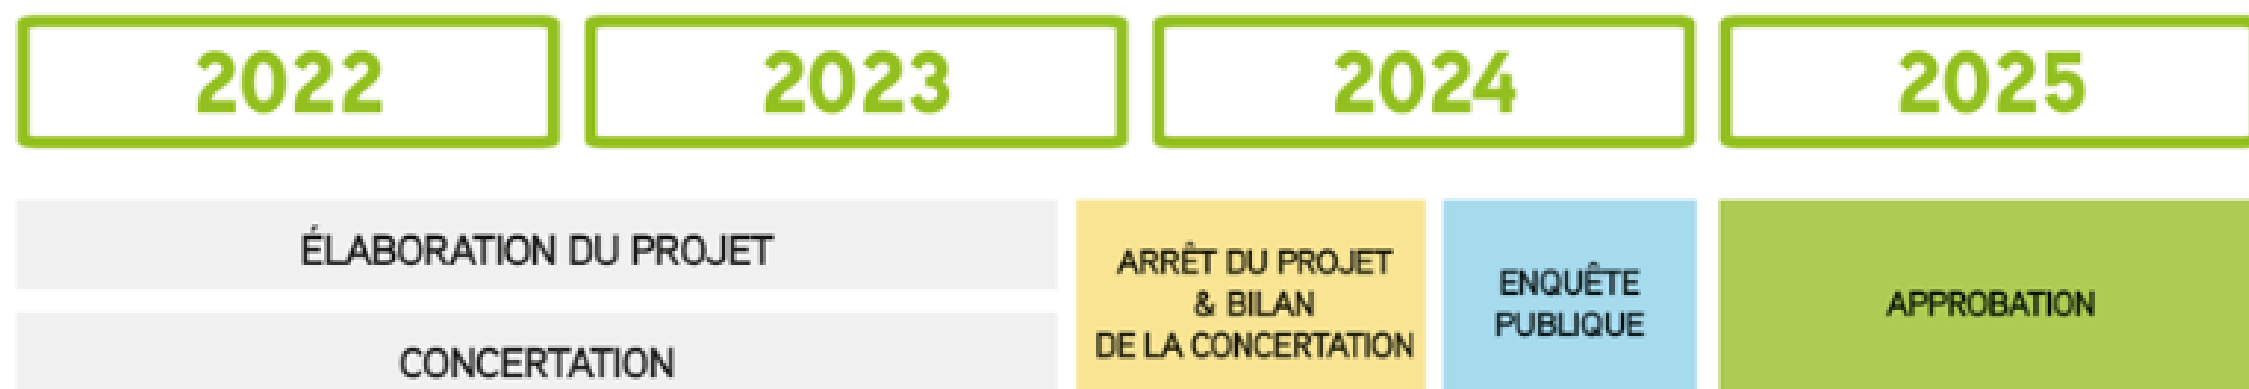 2022
2023
2024
2025
ÉLABORATION DU PROJET
CONCERTATION
ARRÊT DU PROJET
& BILAN
DE LA CONCERTATION
ENQUÊTE
PUBLIQUE
APPROBATION